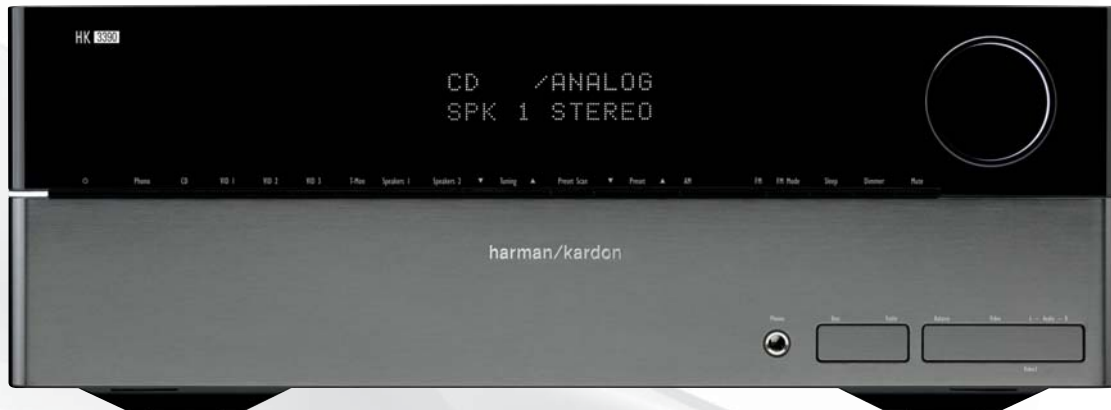 HK 3390
CD /ANALOG
SPK 1 STEREO
Phono CD VID 1 VID 2 VID 3 T-Mon Speakers 1 Speakers 2 ▼ Tuning ▲ Preset Scan ▼ Preset ▲ AM FM FM Mode Sleep Dimmer Mute
harman/kardon
Phones Bass Treble Balance Video L – Audio – R
Video3